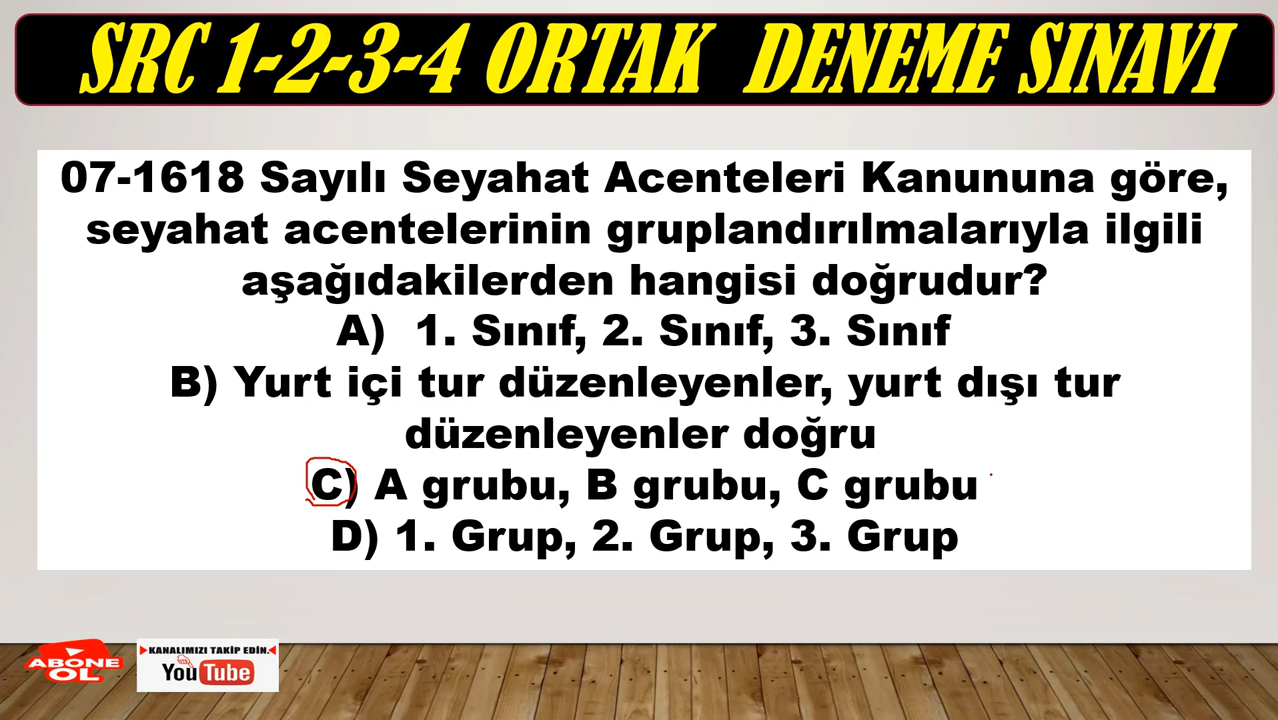 SRC 1-2-3-4 ORTAK DENEME SINAVI
07-1618 Sayılı Seyahat Acenteleri Kanununa göre,
seyahat acentelerinin gruplandırılmalarıyla ilgili
aşağıdakilerden hangisi doğrudur?
A) 1. Sınıf, 2. Sınıf, 3. Sınıf
B) Yurt içi tur düzenleyenler, yurt dışı tur
düzenleyenler doğru
C) A grubu, B grubu, C grubu
D) 1. Grup, 2. Grup, 3. Grup
ABONE
OL
KANALIMIZI TAKİP EDİN.
YouTube